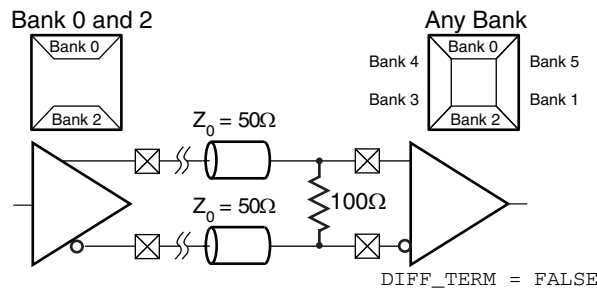 Bank 0 and 2
Any Bank
Bank 0
Bank 2
Bank 0
Bank 4
Bank 5
Bank 3
Bank 1
Bank 2
Z0 = 50Ω
Z0 = 50Ω
100Ω
DIFF_TERM = FALSE